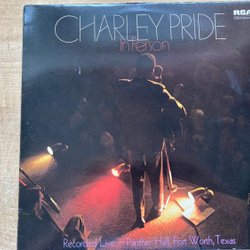 CHARLEY PRIDE
In Person
RCA
Recorded Live—Panther Hall, Fort Worth, Texas